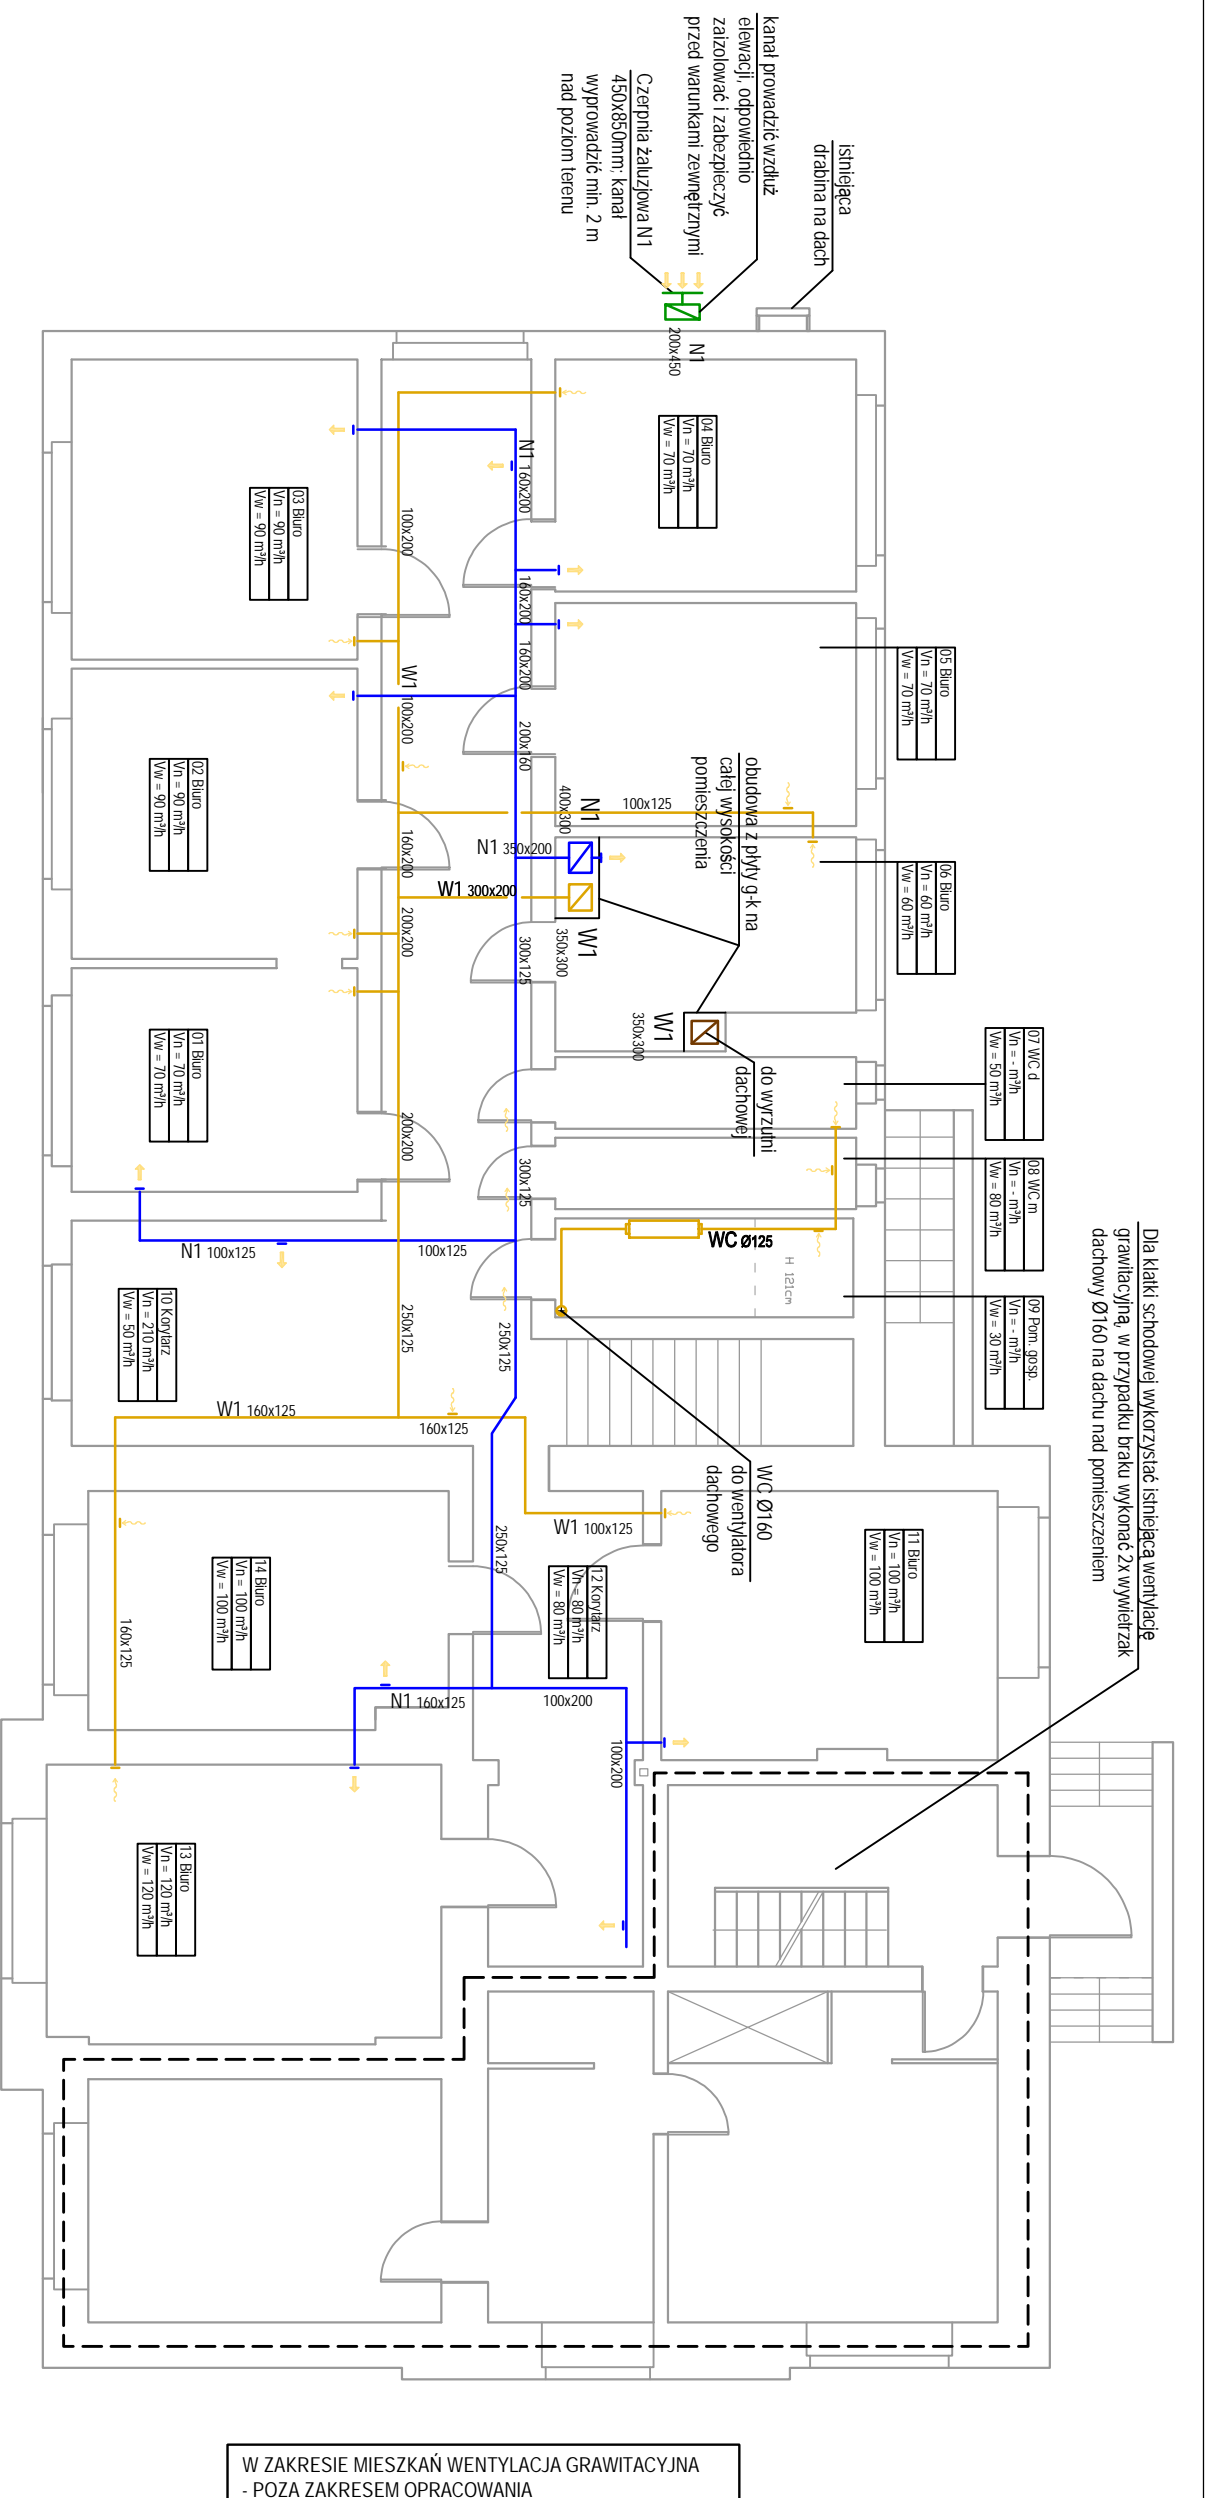 kanał prowadzić wzdłuż
elewacji, odpowiednio
zaizolować i zabezpieczyć
przed warunkami zewnętrznymi
Czerpnia żaluzjowa N1
450x850mm; kanał
wyprowadzić min. 2 m
nad poziom terenu
istniejąca
drabina na dach
N1
200x450
04 Biuro
Vn = 70 m³/h
Vw = 70 m³/h
03 Biuro
Vn = 90 m³/h
Vw = 90 m³/h
N1 160x200
100x200
160x200
160x200
05 Biuro
Vn = 70 m³/h
Vw = 70 m³/h
W1 100x200
200x160
02 Biuro
Vn = 90 m³/h
Vw = 90 m³/h
obudowa z płyty g-k na
całej wysokości
pomieszczenia
N1
400x300
100x125
160x200
N1 350x200
W1 300x200
06 Biuro
Vn = 60 m³/h
Vw = 60 m³/h
200x200
W1
350x300
300x125
W1
350x300
do wyrzutni
dachowej
01 Biuro
Vn = 70 m³/h
Vw = 70 m³/h
07 WC d
Vn = - m³/h
Vw = 50 m³/h
200x200
300x125
08 WC m
Vn = - m³/h
Vw = 80 m³/h
WC Ø125
H 121cm
N1 100x125
100x125
09 Pom. gosp.
Vn = - m³/h
Vw = 30 m³/h
10 Korytarz
Vn = 210 m³/h
Vw = 50 m³/h
250x125
250x125
Dla klatki schodowej wykorzystać istniejącą wentylację
grawitacyjną, w przypadku braku wykonać 2x wywietrzak
dachowy Ø160 na dachu nad pomieszczeniem
W1 160x125
160x125
WC Ø160
do wentylatora
dachowego
W1 100x125
250x125
11 Biuro
Vn = 100 m³/h
Vw = 100 m³/h
12 Korytarz
Vn = 80 m³/h
Vw = 80 m³/h
14 Biuro
Vn = 100 m³/h
Vw = 100 m³/h
160x125
N1 160x125
100x200
100x200
13 Biuro
Vn = 120 m³/h
Vw = 120 m³/h
W ZAKRESIE MIESZKAŃ WENTYLACJA GRAWITACYJNA
- POZA ZAKRESEM OPRACOWANIA